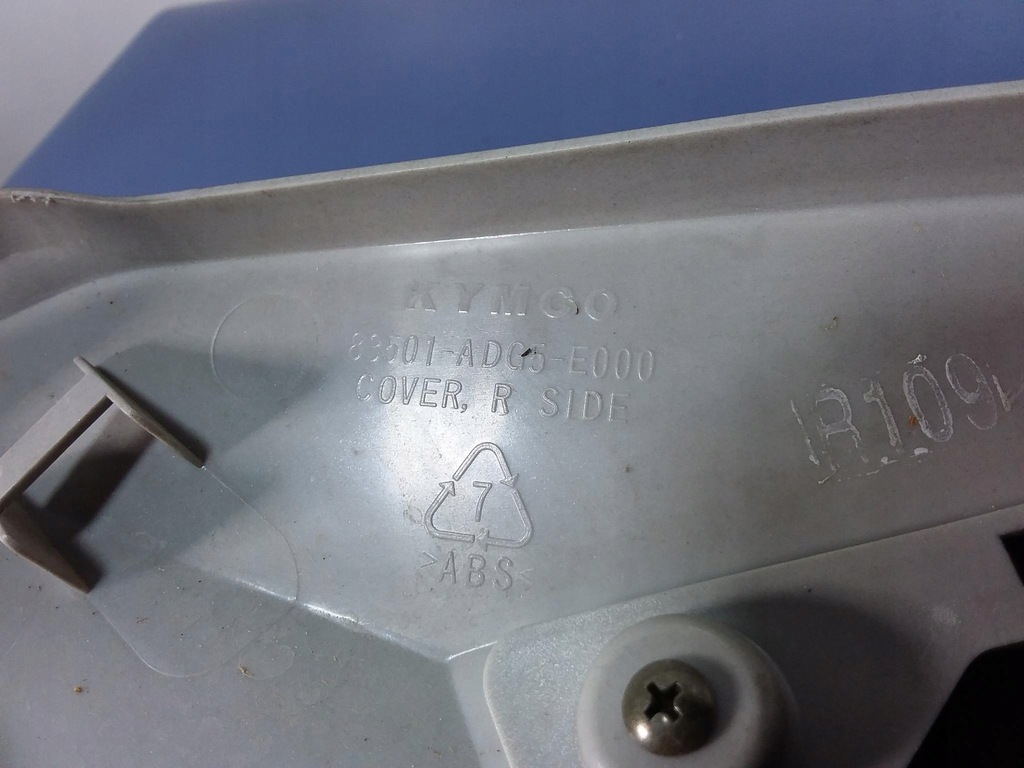 KYMCO
83501-ADG5-E000
COVER, R SIDE
7
>ABS<
R109